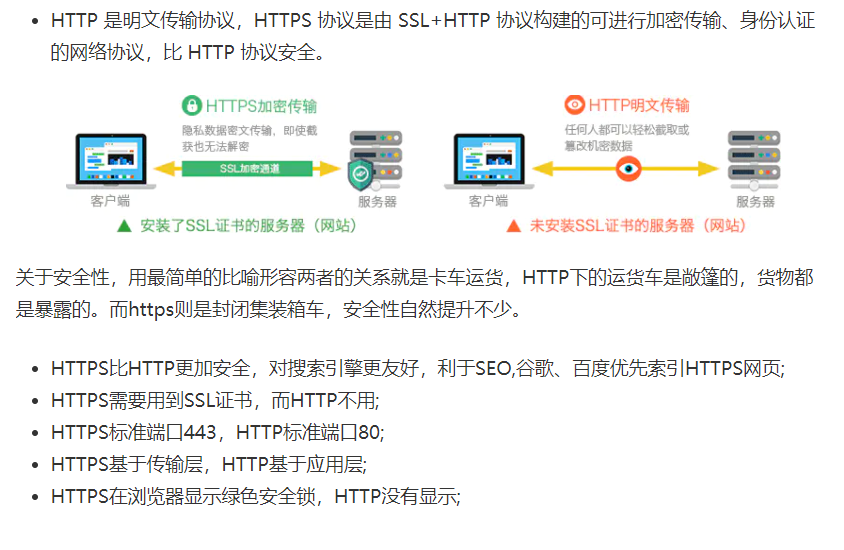 HTTP 是明文传输协议，HTTPS 协议是由 SSL+HTTP 协议构建的可进行加密传输、身份认证
的网络协议，比 HTTP 协议安全。
HTTPS加密传输
隐私数据密文传输，即使截
获也无法解密
SSL加密通道
客户端
服务器
安装了SSL证书的服务器（网站）
HTTP明文传输
任何人都可以轻松截取或
篡改机密数据
客户端
服务器
未安装SSL证书的服务器（网站）
关于安全性，用最简单的比喻形容两者的关系就是卡车运货，HTTP下的运货车是敞篷的，货物都
是暴露的。而https则是封闭集装箱车，安全性自然提升不少。
HTTPS比HTTP更加安全，对搜索引擎更友好，利于SEO,谷歌、百度优先索引HTTPS网页;
HTTPS需要用到SSL证书，而HTTP不用;
HTTPS标准端口443，HTTP标准端口80;
HTTPS基于传输层，HTTP基于应用层;
HTTPS在浏览器显示绿色安全锁，HTTP没有显示;